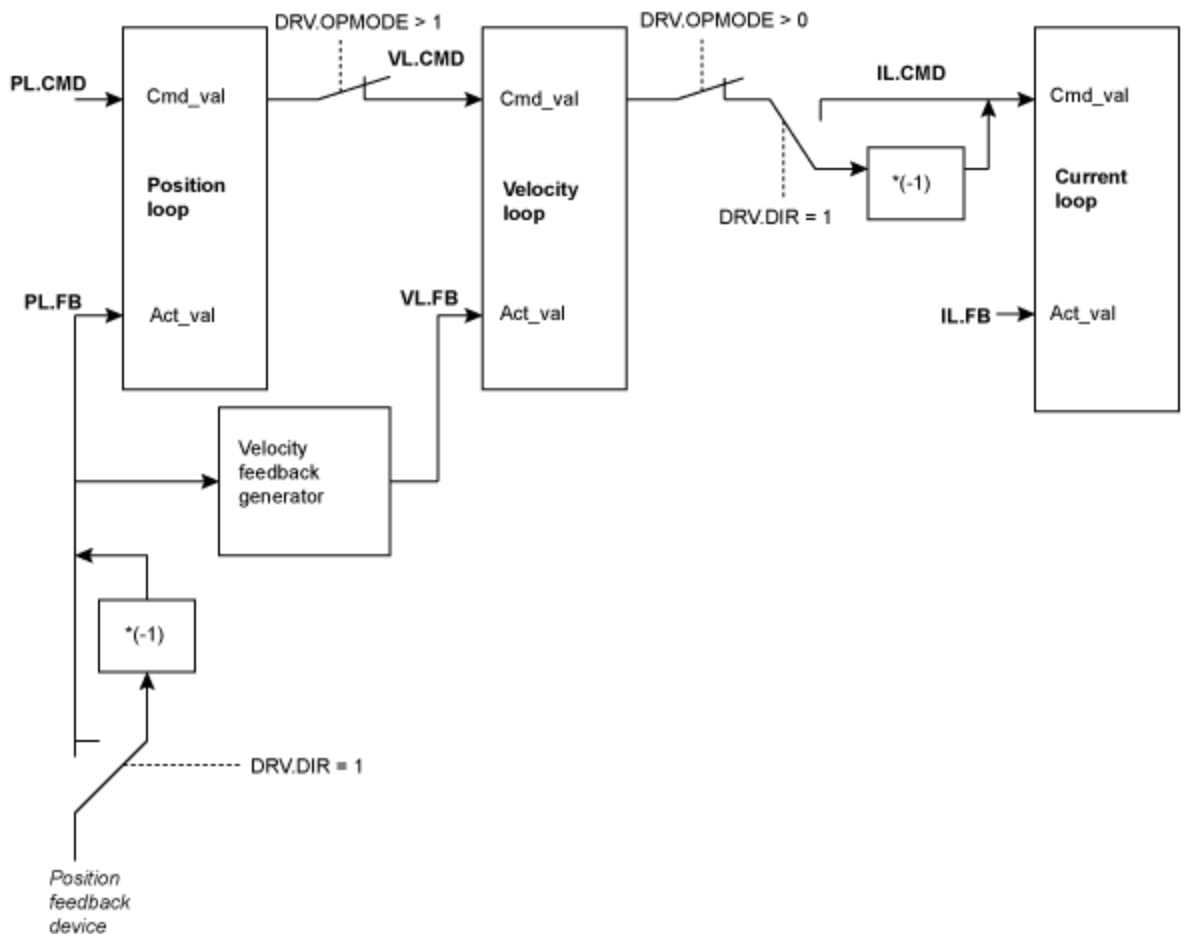 DRV.OPMODE > 1
DRV.OPMODE > 0
PL.CMD
Cmd_val
VL.CMD
Cmd_val
IL.CMD
Cmd_val
Position
loop
Velocity
loop
*(-1)
Current
loop
DRV.DIR = 1
PL.FB
Act_val
VL.FB
Act_val
IL.FB
Act_val
Velocity
feedback
generator
*(-1)
DRV.DIR = 1
Position
feedback
device